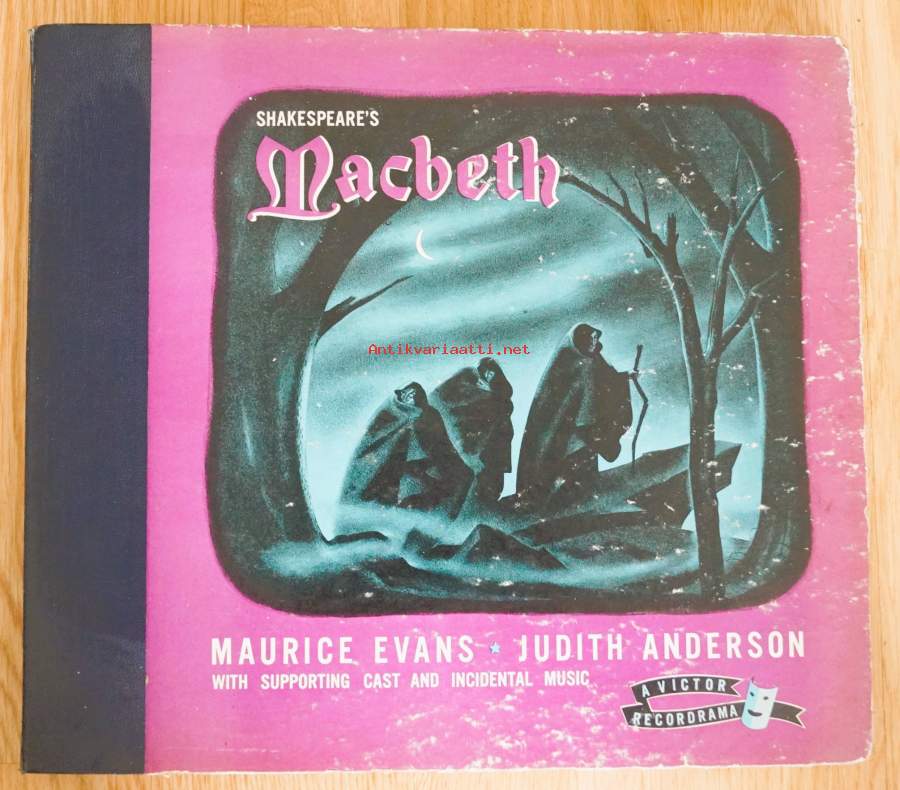 SHAKESPEARE'S
Macbeth
Antikvariaatti.net
MAURICE EVANS ★ JUDITH ANDERSON
WITH SUPPORTING CAST AND INCIDENTAL MUSIC
A VICTOR
RECORDRAMA